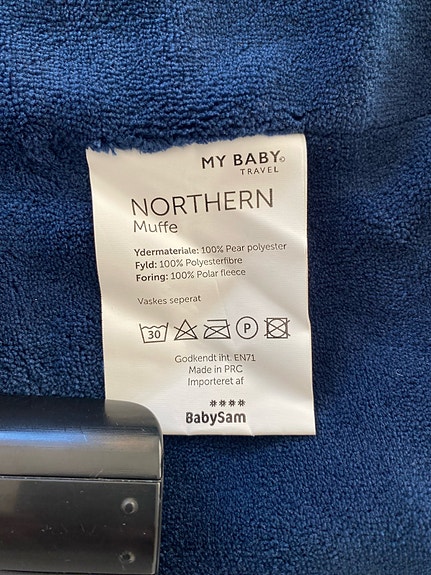 MY BABY©
TRAVEL
NORTHERN
Muffe
Ydermateriale: 100% Pear polyester
Fyld: 100% Polyesterfibre
Foring: 100% Polar fleece
Vaskes seperat
30 P
Godkendt iht. EN71
Made in PRC
Importeret af
BabySam